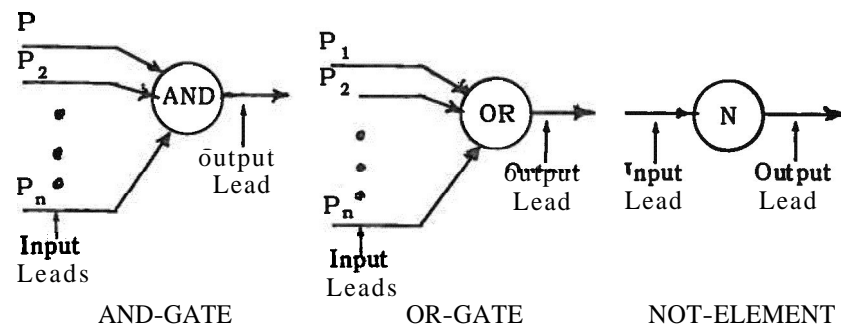 P
P2
AND
output
Lead
Pn
Input
Leads
AND-GATE
P1
P2
OR
Output
Lead
Pn
Input
Leads
OR-GATE
N
Input
Lead
Output
Lead
NOT-ELEMENT